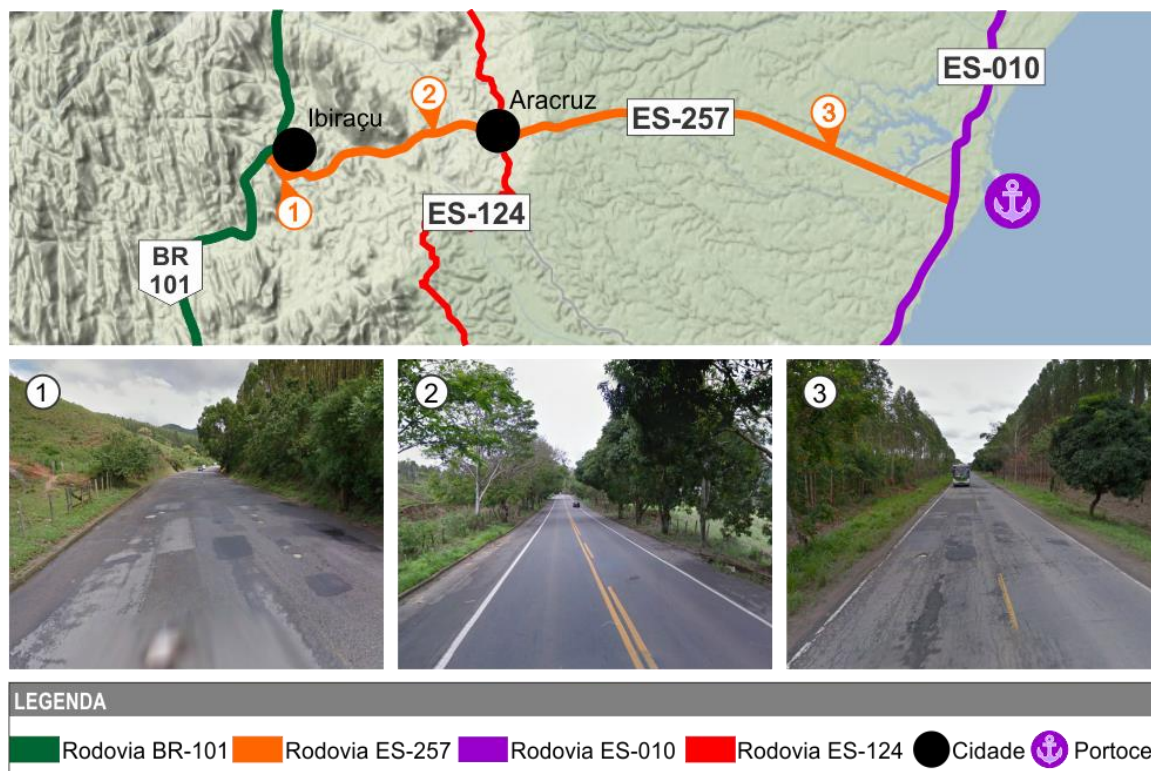 ES-010
2
Aracruz
3
Ibiraçu
ES-257
1
ES-124
BR
101
1
2
3
LEGENDA
Rodovia BR-101 Rodovia ES-257 Rodovia ES-010 Rodovia ES-124 Cidade Portoce